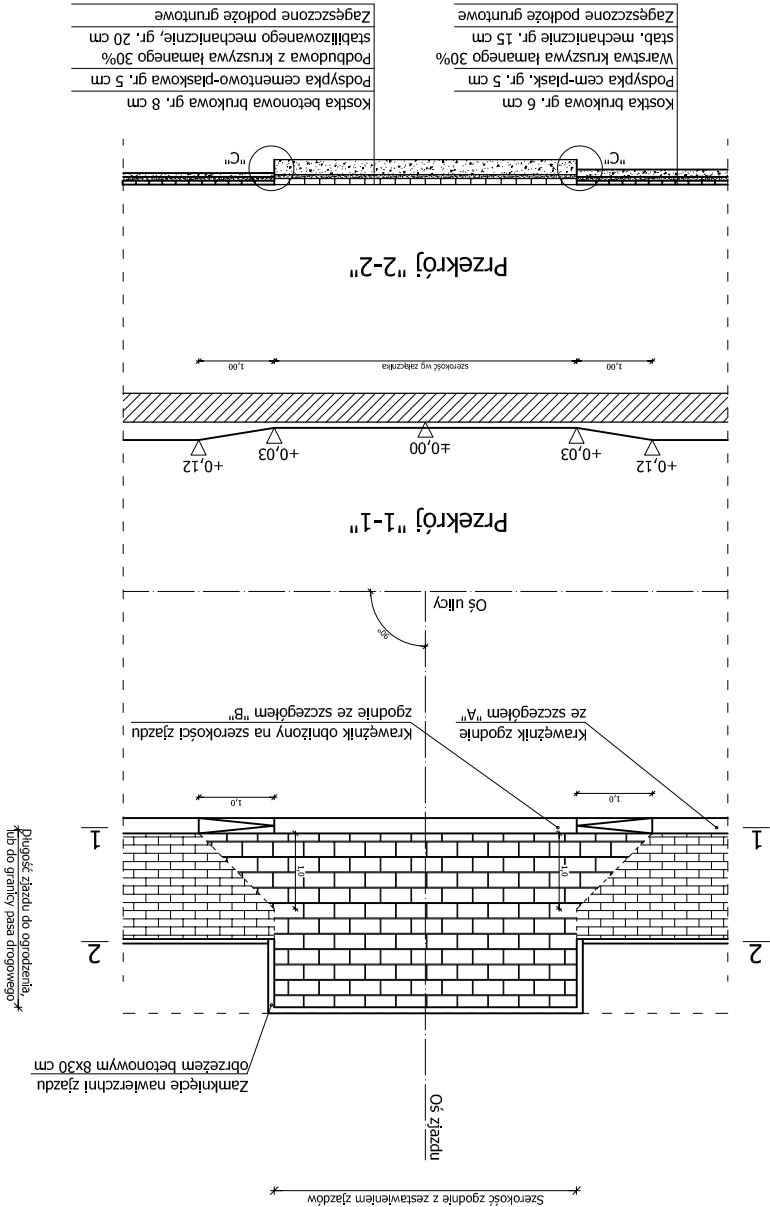 Szerokość zgodnie z zestawieniem zjazdów
Oś zjazdu
Zamknięcie nawierzchni zjazdu
obrzeżem betonowym 8x30 cm
Długość zjazdu do ogrodzenia,
lub do granicy pasa drogowego
2
2
1,0
1,0
1
1
1,0
1,0
Krawężnik zgodnie
ze szczegółem "A"
Krawężnik obniżony na szerokości zjazdu
zgodnie ze szczegółem "B"
90°
Oś ulicy
Przekrój "1-1"
+0,12
+0,03
±0,00
+0,03
+0,12
1,00
szerokość wg załącznika
1,00
Przekrój "2-2"
"C"
"C"
Kostka brukowa gr. 6 cm
Podsypka cem-piask. gr. 5 cm
Warstwa kruszywa łamanego 30%
stab. mechanicznie gr. 15 cm
Zagęszczone podłoże gruntowe
Kostka betonowa brukowa gr. 8 cm
Podsypka cementowo-piaskowa gr. 5 cm
Podbudowa z kruszyw łamanego 30%
stabilizowanego mechanicznie, gr. 20 cm
Zagęszczone podłoże gruntowe